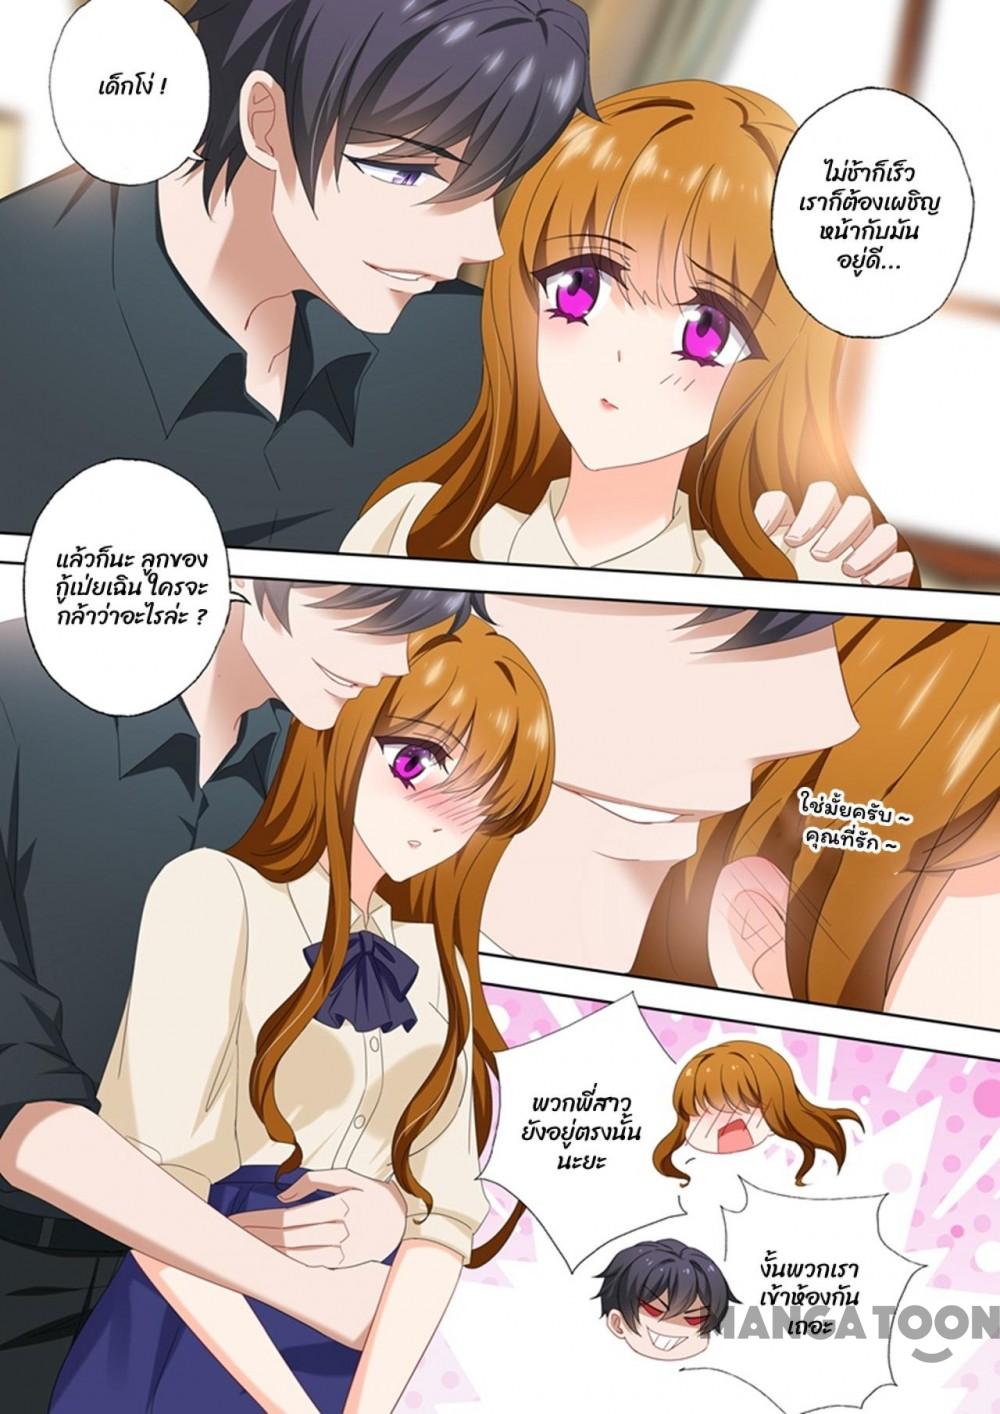 เด็กโง่ !
ไม่ช้าก็เร็ว
เราก็ต้องเผชิญ
หน้ากับมัน
อยู่ดี...
แล้วก็นะ ลูกของ
กู้เป่ยเฉิน ใครจะ
กล้าว่าอะไรล่ะ ?
ใช่มั้ยครับ ~
คุณที่รัก ~
พวกพี่สาว
ยังอยู่ตรงนั้น
นะยะ
งั้นพวกเรา
เข้าห้องกัน
เถอะ
MANGATOON